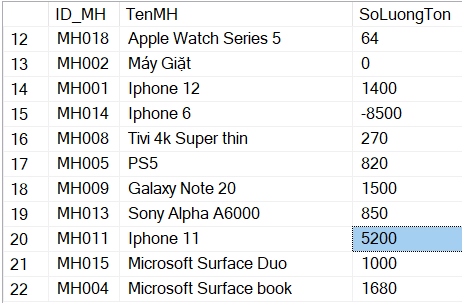 ID_MH TenMH SoLuongTon
12 MH018 Apple Watch Series 5 64
13 MH002 Máy Giặt 0
14 MH001 Iphone 12 1400
15 MH014 Iphone 6 -8500
16 MH008 Tivi 4k Super thin 270
17 MH005 PS5 820
18 MH009 Galaxy Note 20 1500
19 MH013 Sony Alpha A6000 850
20 MH011 Iphone 11 5200
21 MH015 Microsoft Surface Duo 1000
22 MH004 Microsoft Surface book 1680